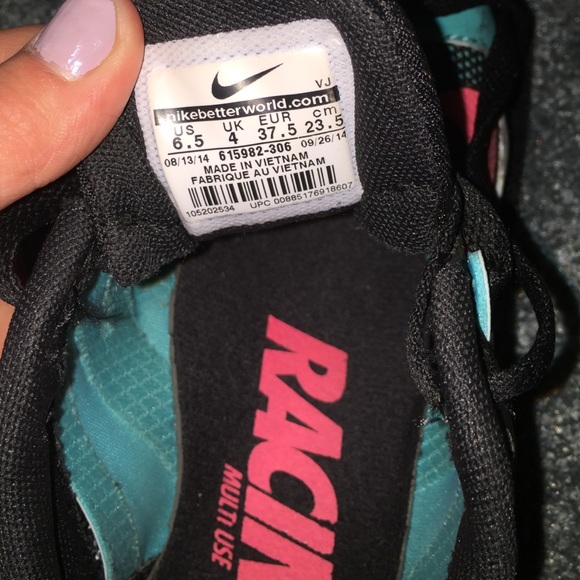 VJ
nikebetterworld.com
US UK EUR cm
6.5 4 37.5 23.5
08/13/14 615982-306 09/26/14
MADE IN VIETNAM
FABRIQUE AU VIETNAM
105202534 UPC 00885176918607
RACIN
MULTI USE